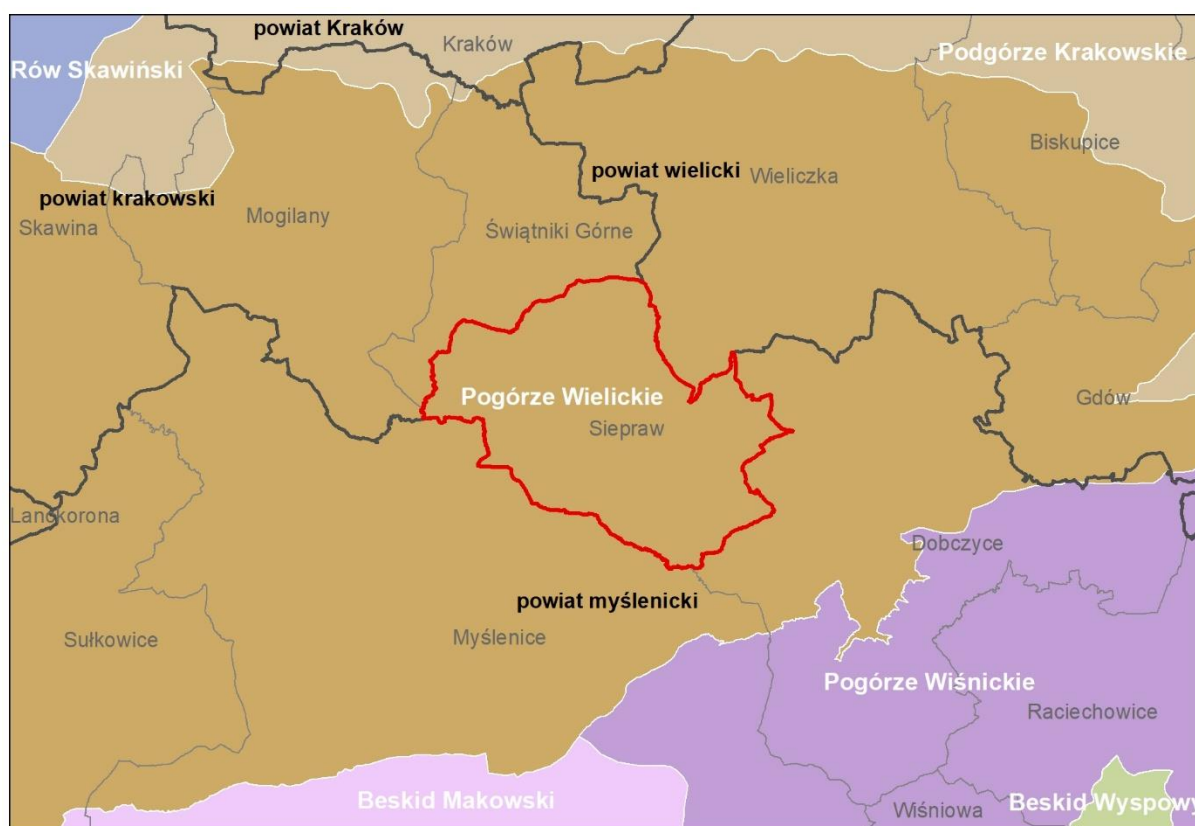 powiat Kraków
Kraków
Podgórze Krakowskie
Rów Skawiński
Biskupice
powiat wielicki
Wieliczka
powiat krakowski
Mogilany
Skawina
Świątniki Górne
Pogórze Wielickie
Gdów
Siepraw
Lanckorona
Dobczyce
powiat myślenicki
Sułkowice
Myślenice
Pogórze Wiśnickie
Raciechowice
Beskid Makowski
Wiśniowa
Beskid Wyspowy